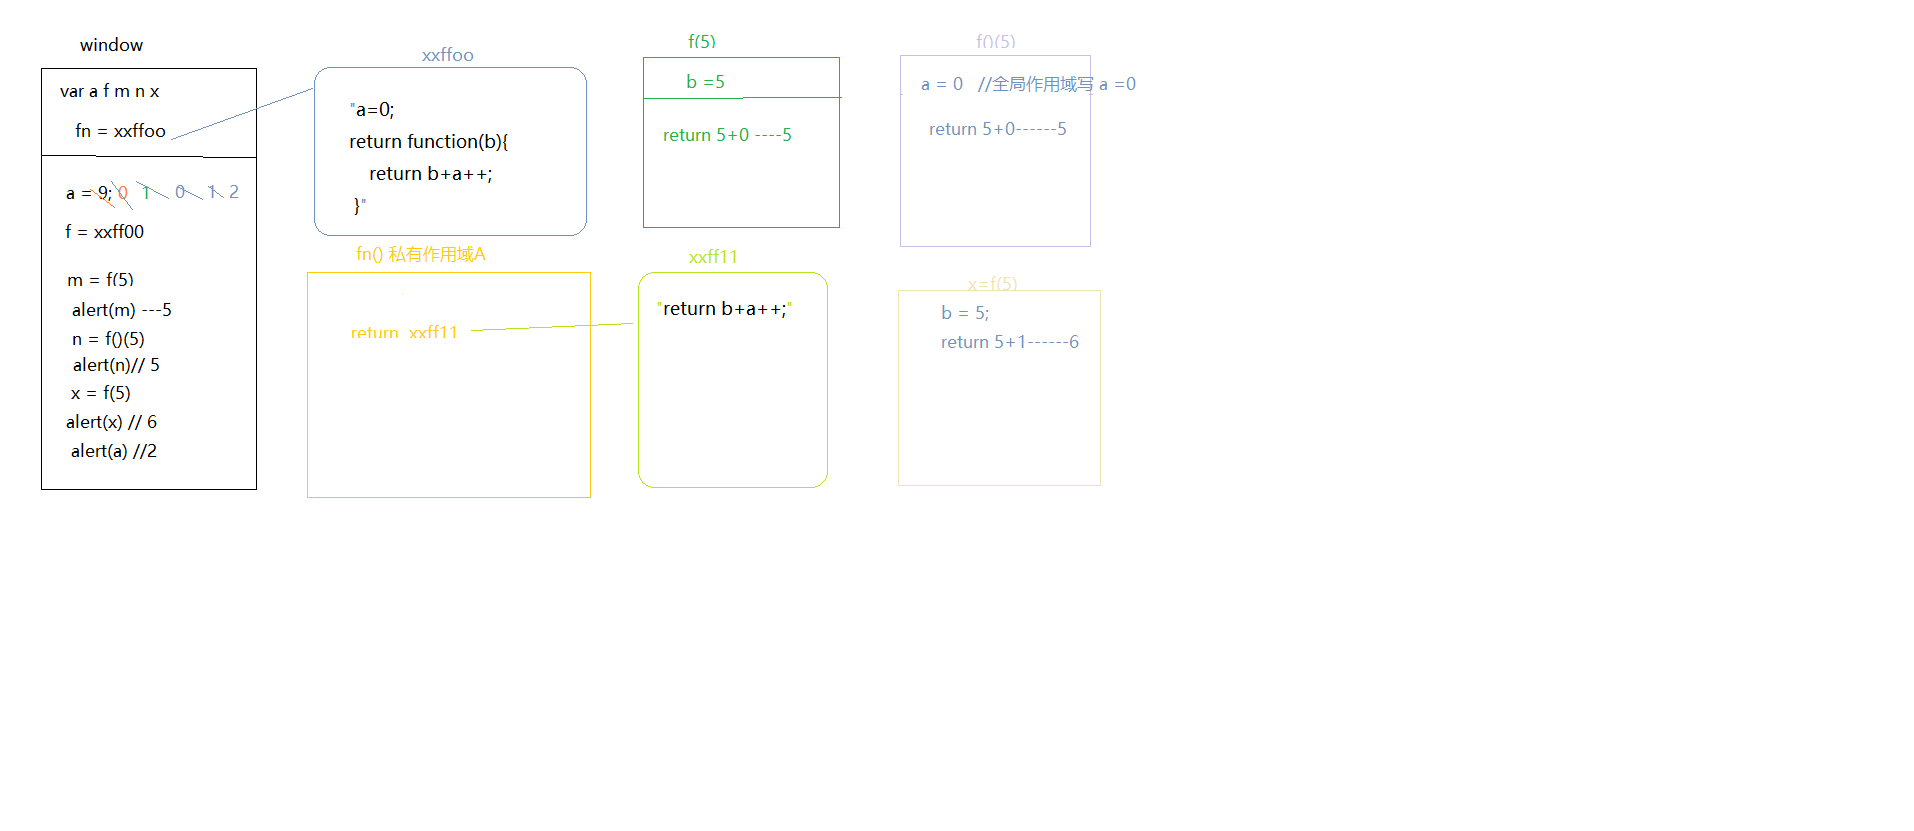 window
var a f m n x
fn = xxffoo
a = 9; 0 1 0 1 2
f = xxff00
m = f(5)
alert(m) ---5
n = f()(5)
alert(n)// 5
x = f(5)
alert(x) // 6
alert(a) //2
xxffoo
"a=0;
return function(b){
return b+a++;
}"
fn() 私有作用域A
return xxff11
f(5)
b =5
return 5+0 ----5
xxff11
"return b+a++;"
f()(5)
a = 0 //全局作用域写 a =0
return 5+0------5
x=f(5)
b = 5;
return 5+1------6